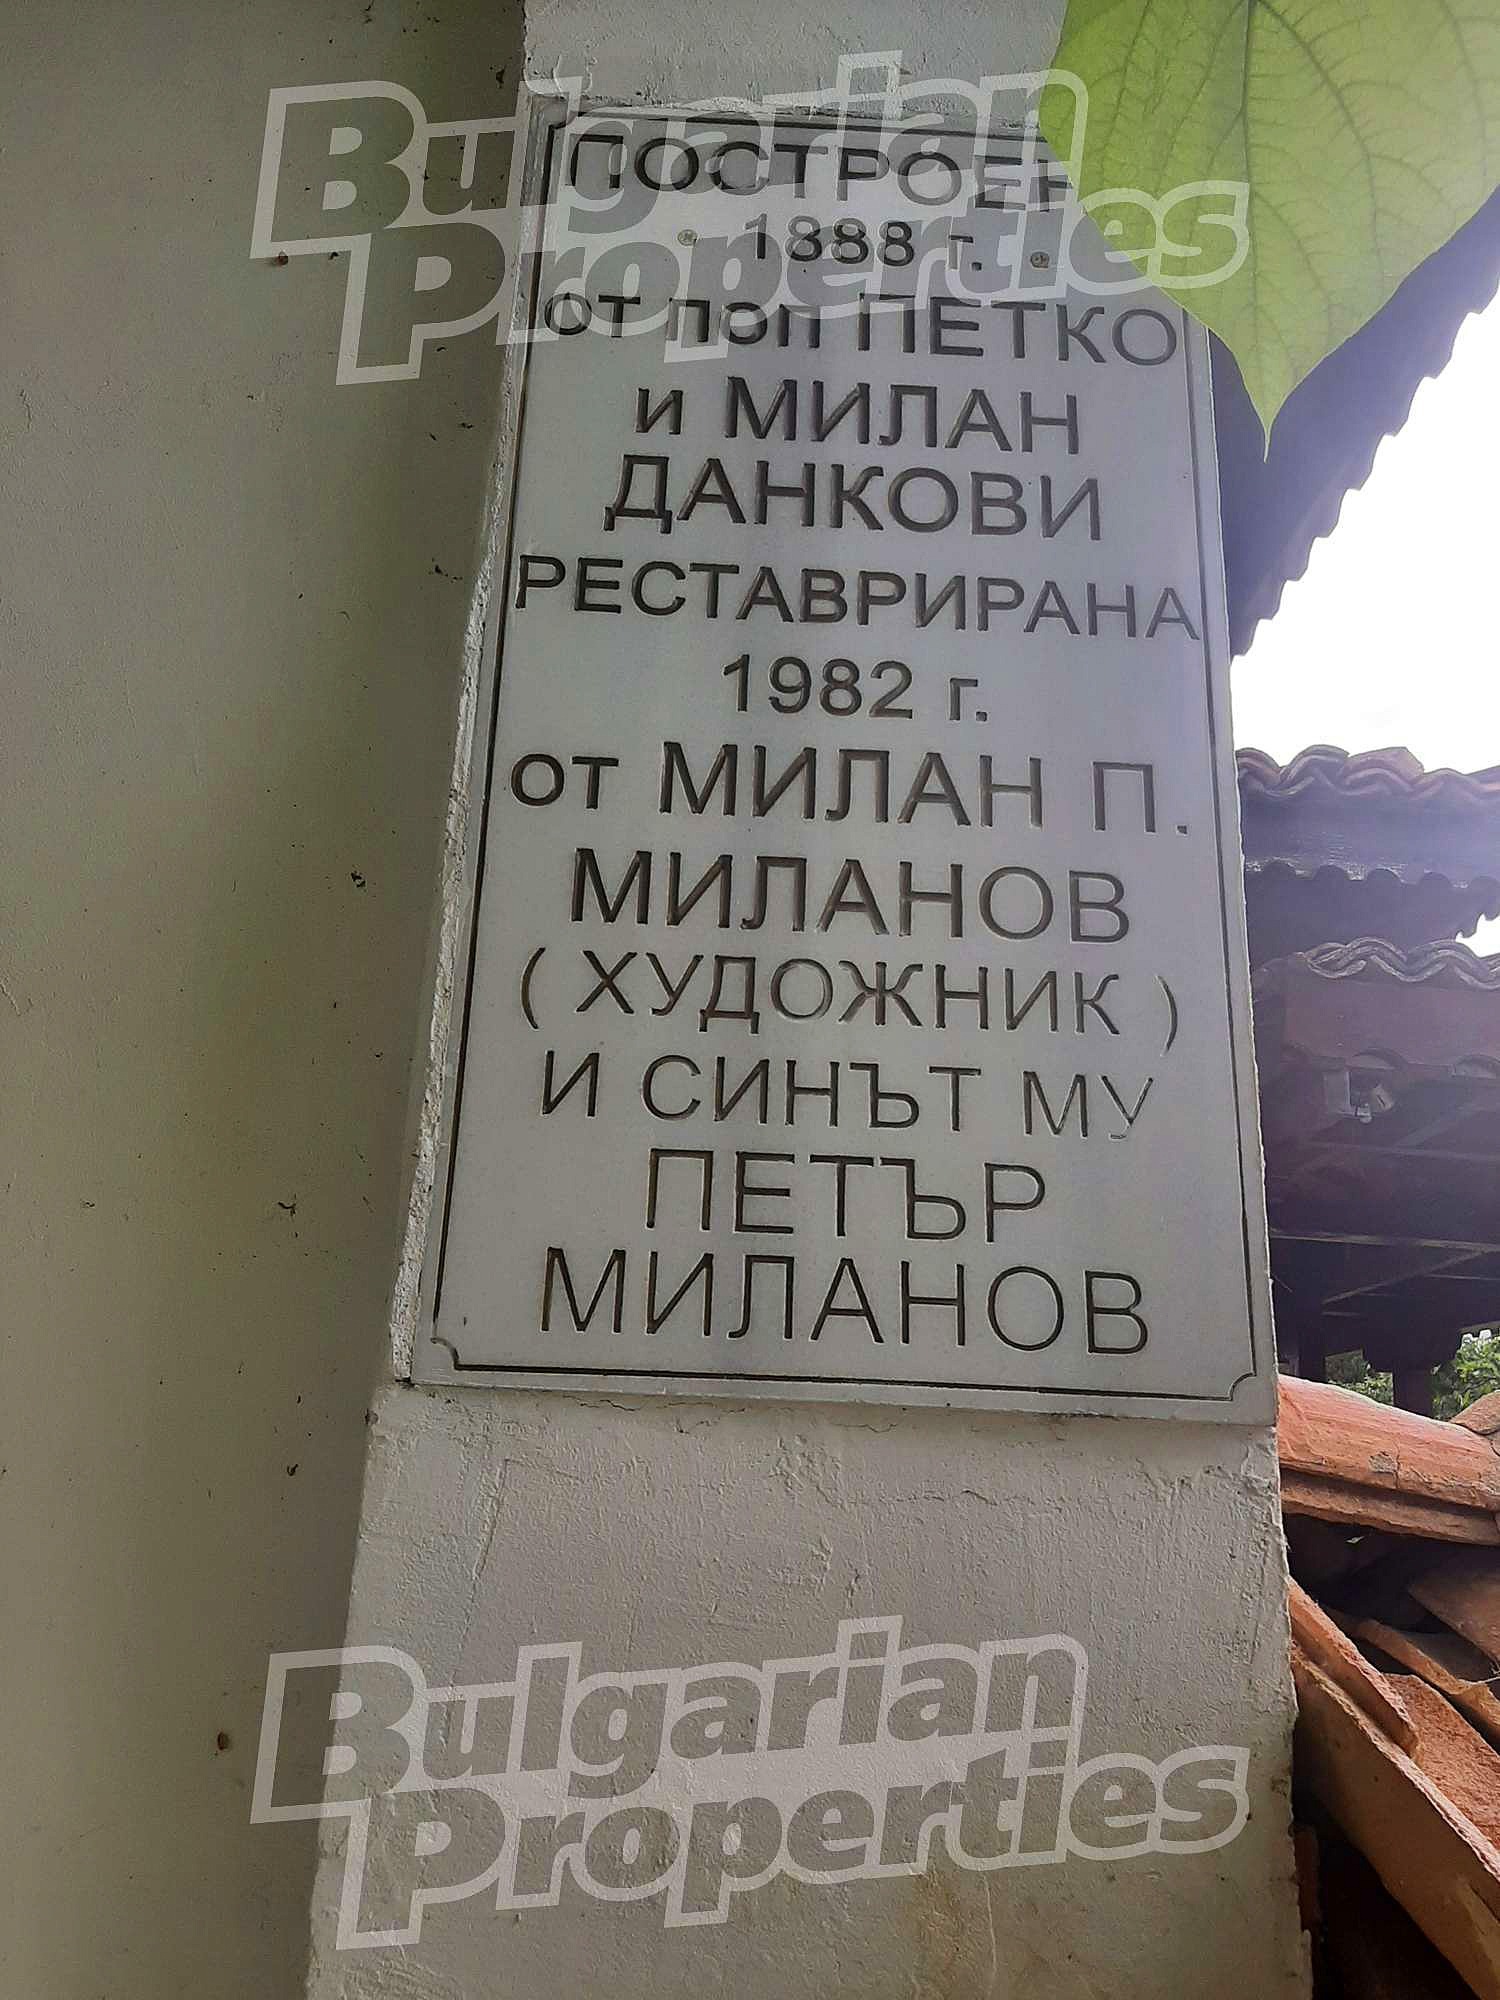 Bulgarian
Properties
1888 г.
от поп ПЕТКО
и МИЛАН
ДАНКОВИ
РЕСТАВРИРАНА
1982 г.
от МИЛАН П.
МИЛАНОВ
( ХУДОЖНИК )
И СИНЪТ МУ
ПЕТЪР
МИЛАНОВ
Bulgarian
Properties